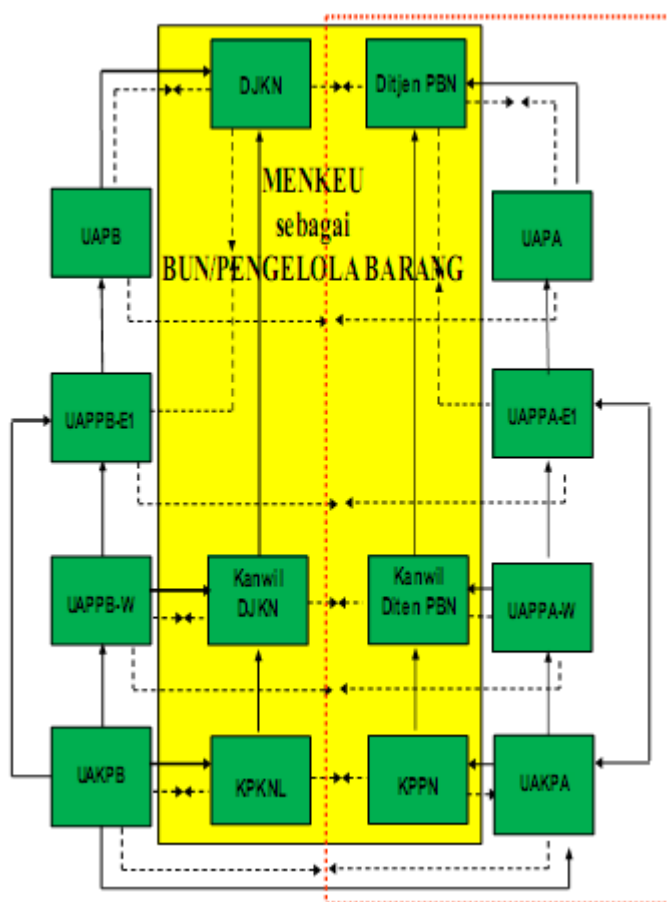 DJKN
Ditjen PBN
MENKEU
sebagai
BUN/PENGELOLA BARANG
UAPB
UAPA
UAPPB-E1
UAPPA-E1
UAPPB-W
Kanwil
DJKN
Kanwil
Diten PBN
UAPPA-W
UAKPB
KPKNL
KPPN
UAKPA